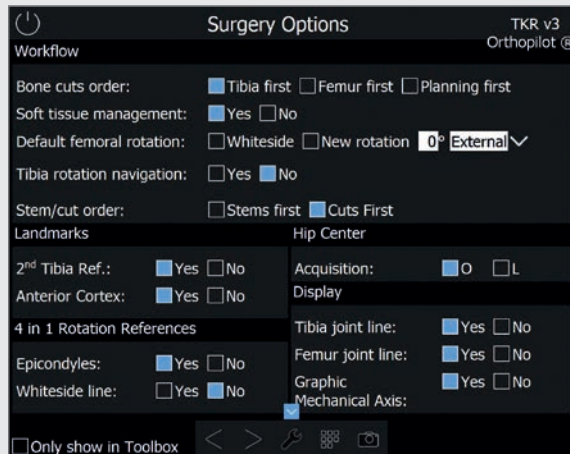 Surgery Options
TKR v3
Orthopilot ®
Workflow
Bone cuts order: Tibia first Femur first Planning first
Soft tissue management: Yes No
Default femoral rotation: Whiteside New rotation 0° External
Tibia rotation navigation: Yes No
Stem/cut order: Stems first Cuts First
Landmarks
2nd Tibia Ref.: Yes No
Anterior Cortex: Yes No
4 in 1 Rotation References
Epicondyles: Yes No
Whiteside line: Yes No
Hip Center
Acquisition: O L
Display
Tibia joint line: Yes No
Femur joint line: Yes No
Graphic Yes No
Mechanical Axis:
Only show in Toolbox